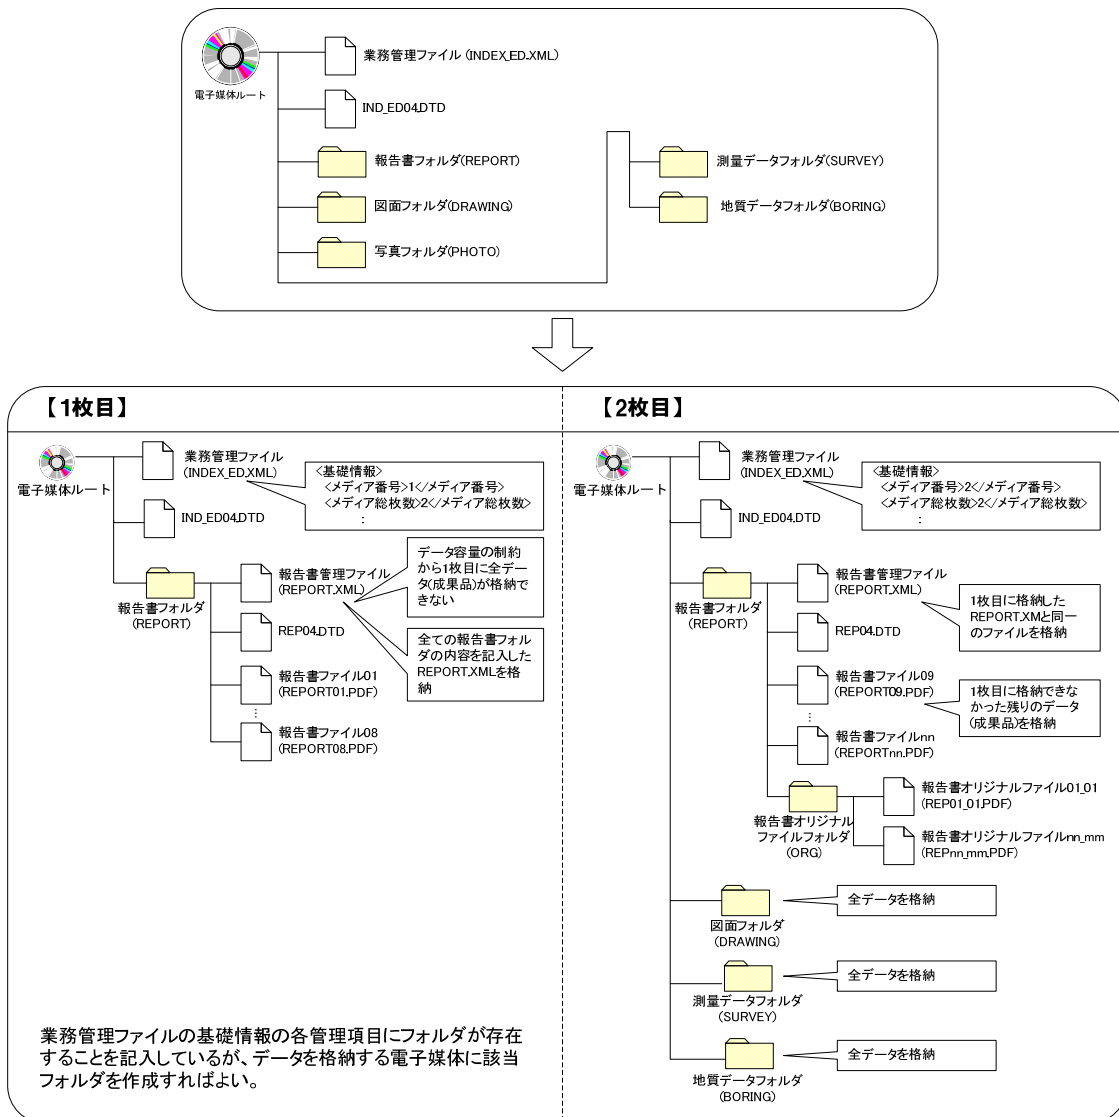 電子媒体ルート
業務管理ファイル (INDEX_ED.XML)
IND_ED04.DTD
報告書フォルダ(REPORT)
図面フォルダ(DRAWING)
写真フォルダ(PHOTO)
測量データフォルダ(SURVEY)
地質データフォルダ(BORING)
【1枚目】
電子媒体ルート
業務管理ファイル
(INDEX_ED.XML)
<基礎情報>
<メディア番号>1</メディア番号>
<メディア総枚数>2</メディア総枚数>
:
IND_ED04.DTD
報告書フォルダ
(REPORT)
報告書管理ファイル
(REPORT.XML)
データ容量の制約
から1枚目に全デー
タ(成果品)が格納で
きない
REP04.DTD
全ての報告書フォル
ダの内容を記入した
REPORT.XMLを格
納
報告書ファイル01
(REPORT01.PDF)
…
報告書ファイル08
(REPORT08.PDF)
業務管理ファイルの基礎情報の各管理項目にフォルダが存在
することを記入しているが、データを格納する電子媒体に該当
フォルダを作成すればよい。
【2枚目】
電子媒体ルート
業務管理ファイル
(INDEX_ED.XML)
<基礎情報>
<メディア番号>2</メディア番号>
<メディア総枚数>2</メディア総枚数>
:
IND_ED04.DTD
報告書フォルダ
(REPORT)
報告書管理ファイル
(REPORT.XML)
1枚目に格納した
REPORT.XMと同一
のファイルを格納
REP04.DTD
報告書ファイル09
(REPORT09.PDF)
1枚目に格納できな
かった残りのデータ
(成果品)を格納
…
報告書ファイルnn
(REPORTnn.PDF)
報告書オリジナル
ファイルフォルダ
(ORG)
報告書オリジナルファイル01_01
(REP01_01.PDF)
報告書オリジナルファイルnn_mm
(REPnn_mm.PDF)
図面フォルダ
(DRAWING)
全データを格納
測量データフォルダ
(SURVEY)
全データを格納
地質データフォルダ
(BORING)
全データを格納